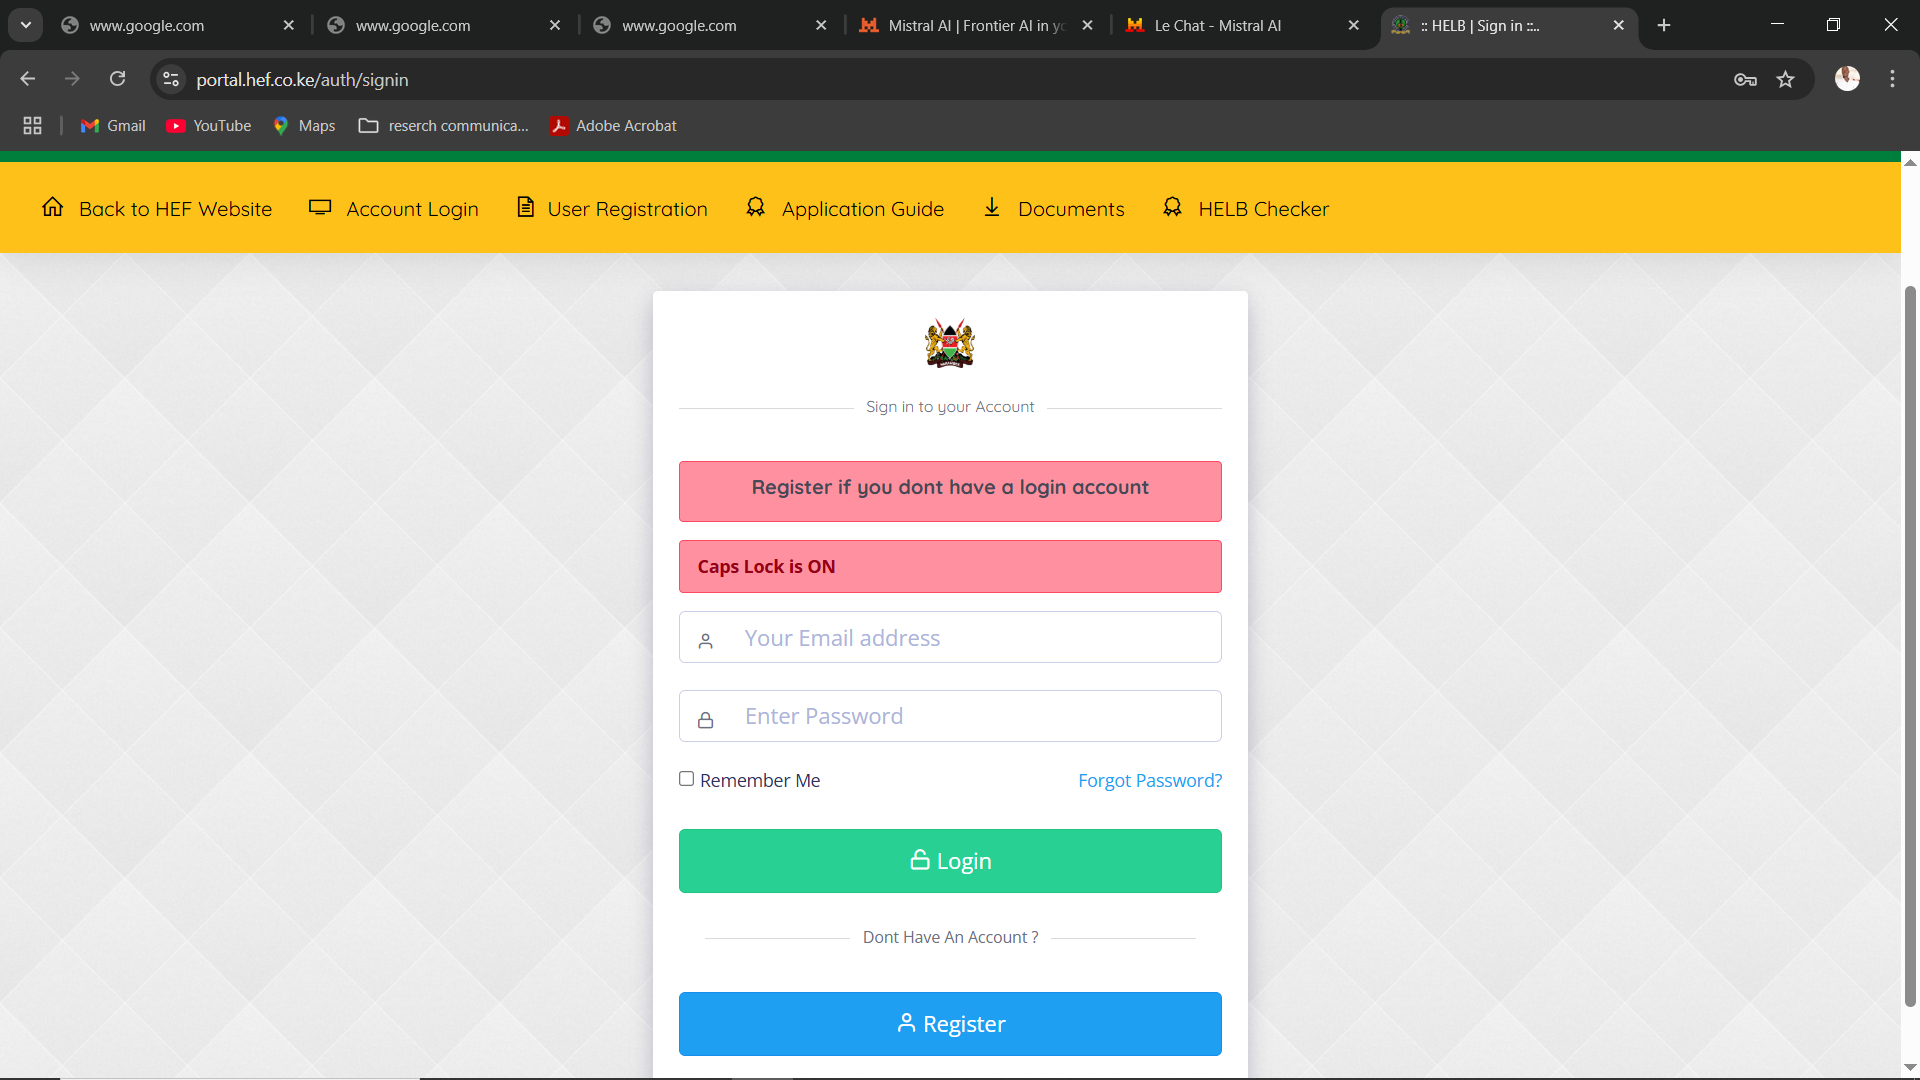 www.google.com
www.google.com
www.google.com
Mistral AI | Frontier AI in yo
Le Chat - Mistral AI
:: HELB | Sign in ::..
portal.hef.co.ke/auth/signin
Gmail
YouTube
Maps
reserch communica...
Adobe Acrobat
Back to HEF Website
Account Login
User Registration
Application Guide
Documents
HELB Checker
Sign in to your Account
Register if you dont have a login account
Caps Lock is ON
Your Email address
Enter Password
Remember Me
Forgot Password?
Login
Dont Have An Account ?
Register